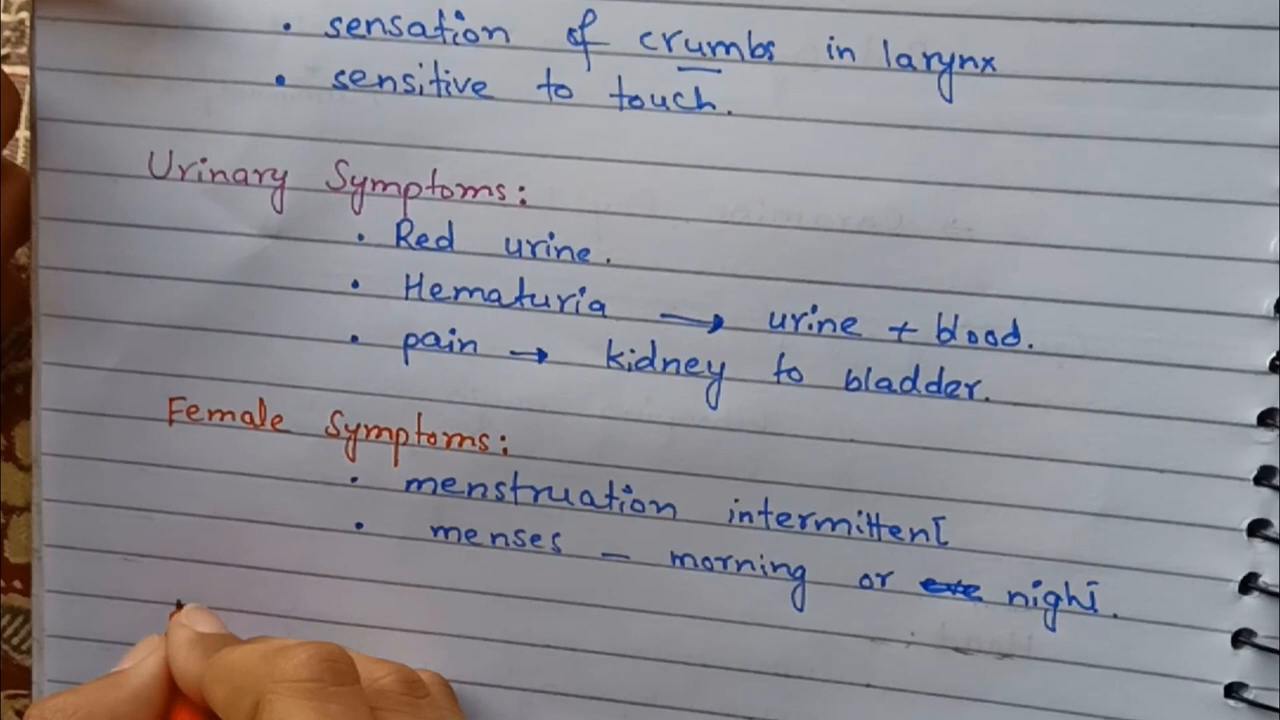 • sensation of crumbs in larynx
• sensitive to touch.
Urinary Symptoms:
• Red urine.
• Hematuria → urine + blood.
• pain → kidney to bladder.
Female Symptoms:
• menstruation intermittent
• menses – morning or night.